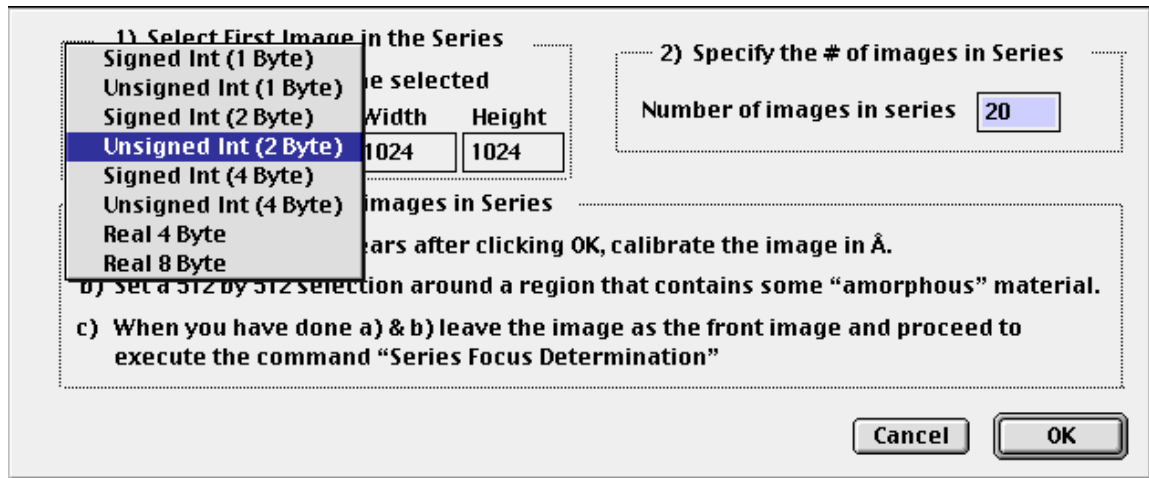 1) Select First Image in the Series
Signed Int (1 Byte)
Unsigned Int (1 Byte)
Signed Int (2 Byte)
Unsigned Int (2 Byte)
Signed Int (4 Byte)
Unsigned Int (4 Byte)
Real 4 Byte
Real 8 Byte
selected
Width Height
1024 1024
2) Specify the # of images in Series
Number of images in series 20
images in Series
after clicking OK, calibrate the image in Å.
b) Set a 512 by 512 selection around a region that contains some “amorphous” material.
c) When you have done a) & b) leave the image as the front image and proceed to
execute the command “Series Focus Determination”
Cancel OK